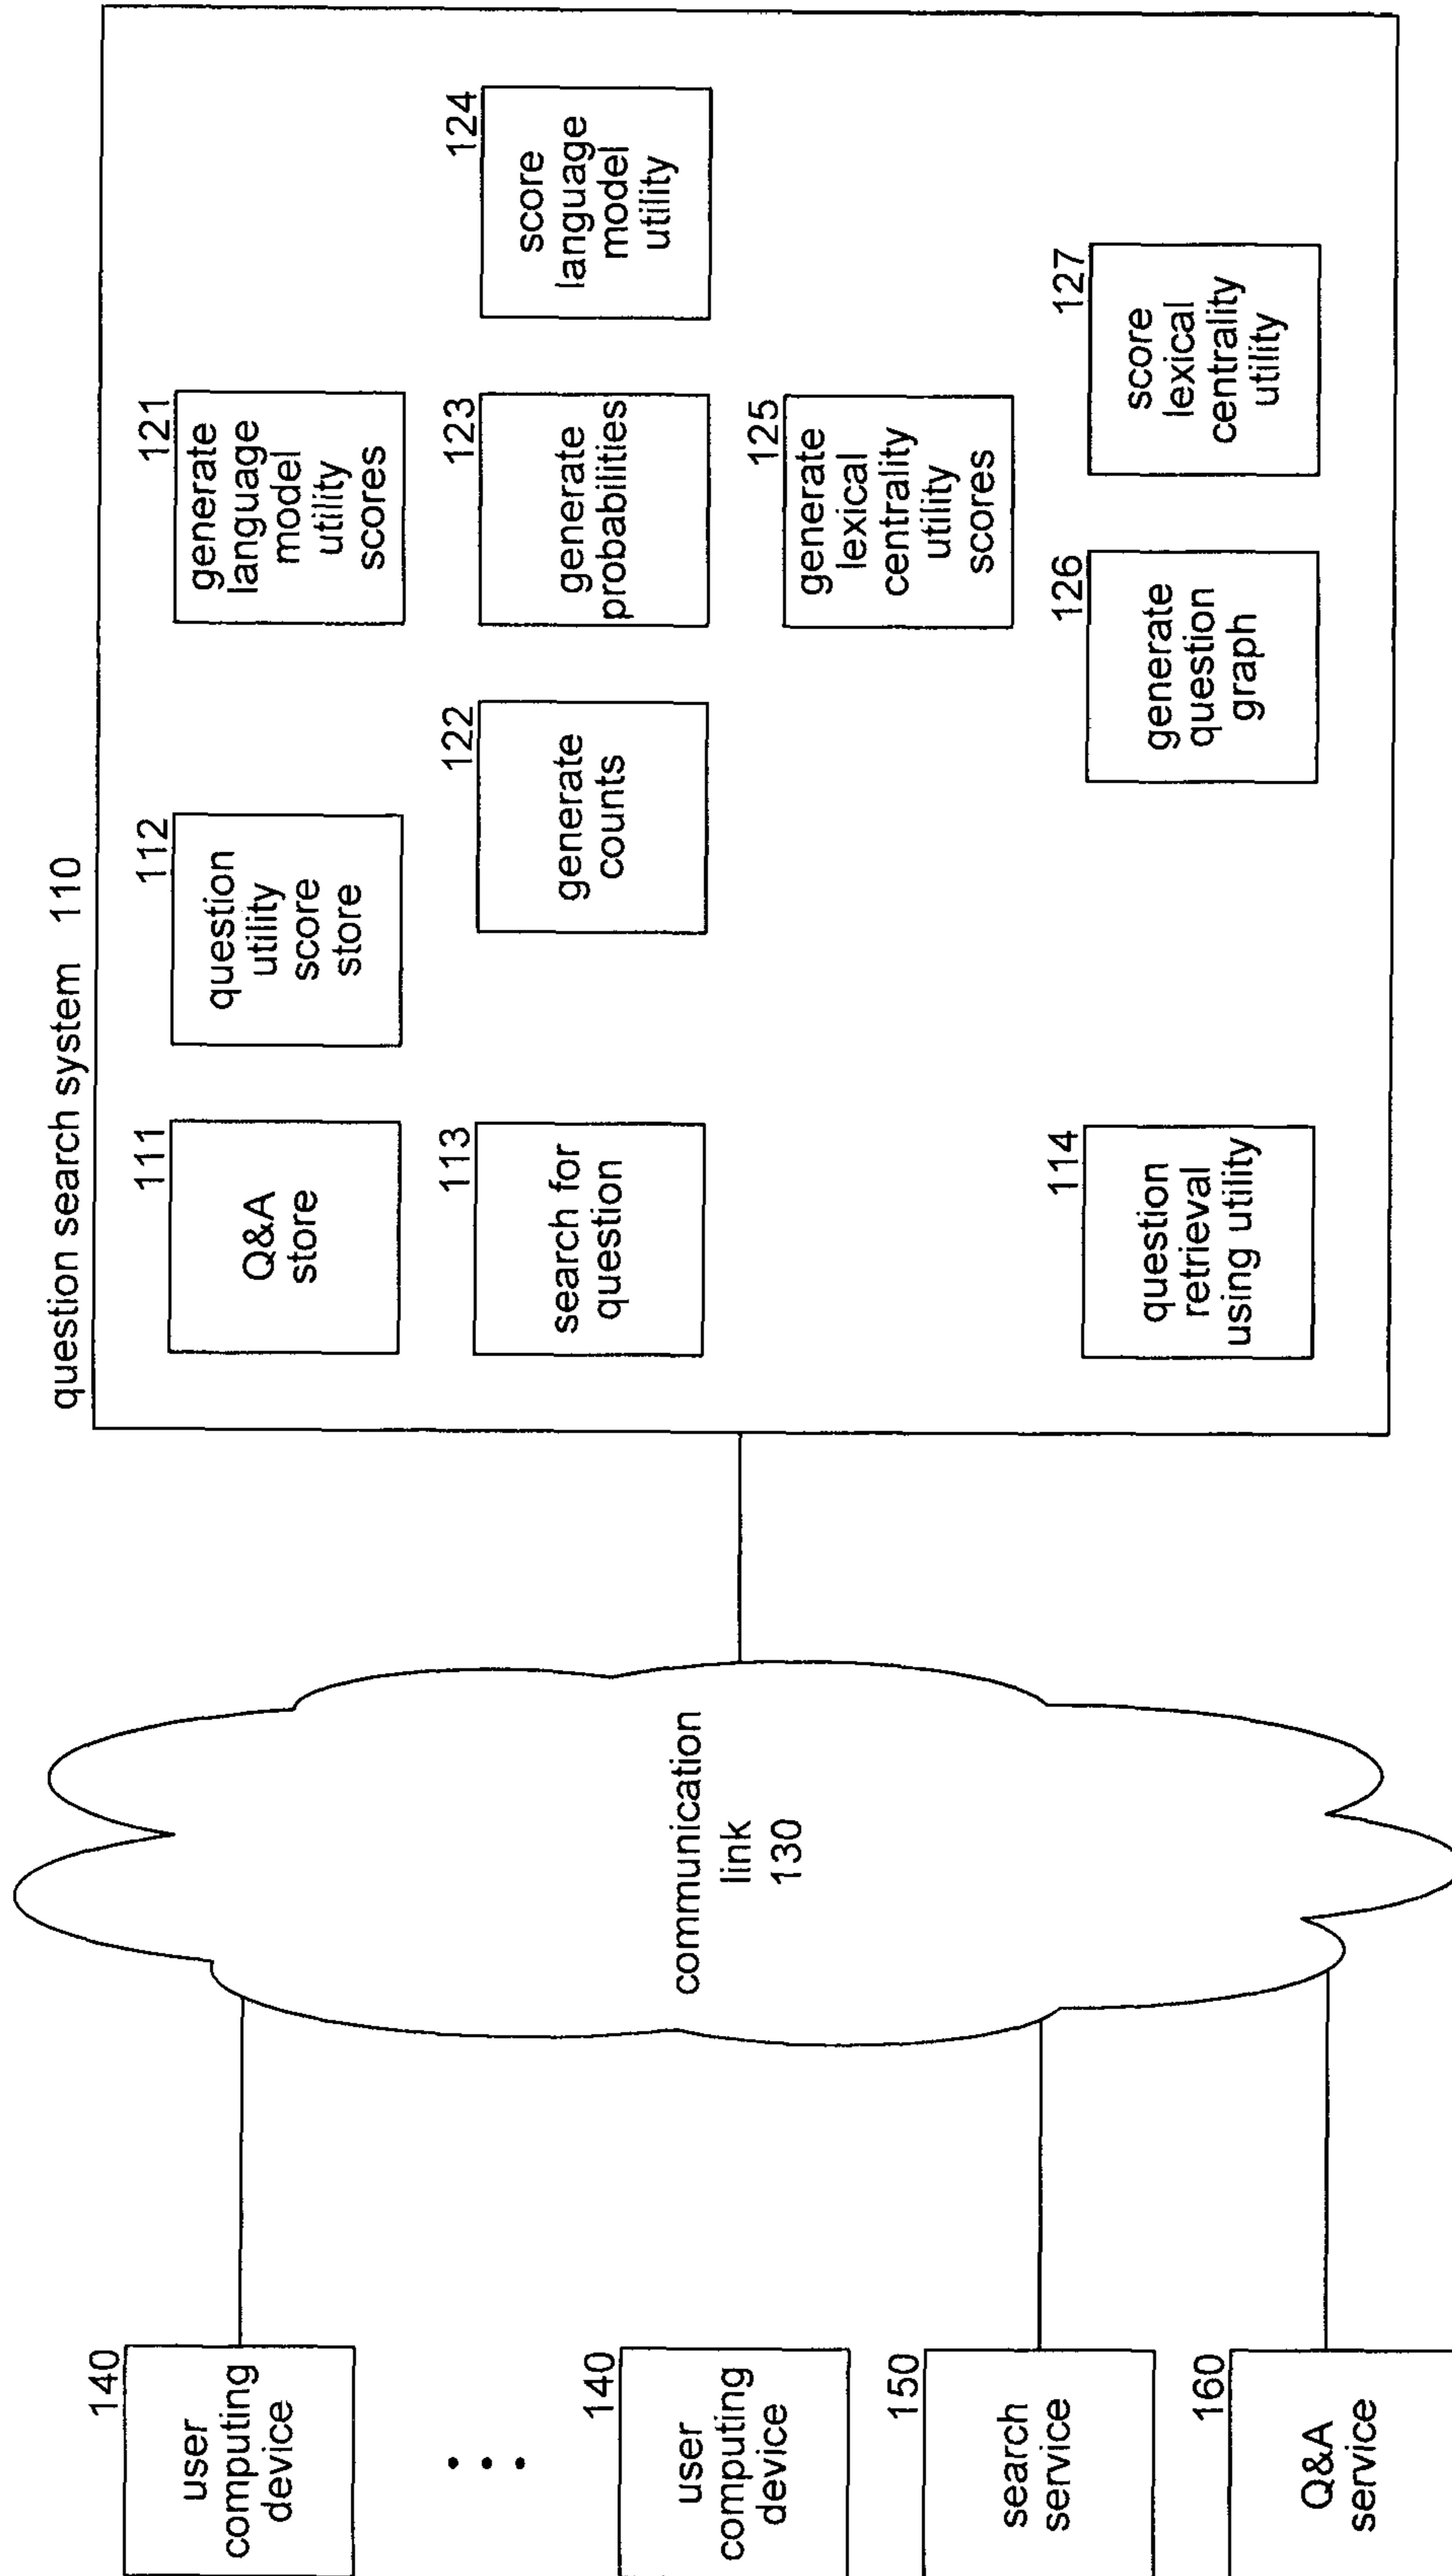 question search system 110
111
Q&A
store
112
question
utility
score
store
121
generate
language
model
utility
scores
113
search for
question
122
generate
counts
123
generate
probabilities
124
score
language
model
utility
125
generate
lexical
centrality
utility
scores
114
question
retrieval
using utility
126
generate
question
graph
127
score
lexical
centrality
utility
communication
link
130
140
user
computing
device
140
user
computing
device
150
search
service
160
Q&A
service